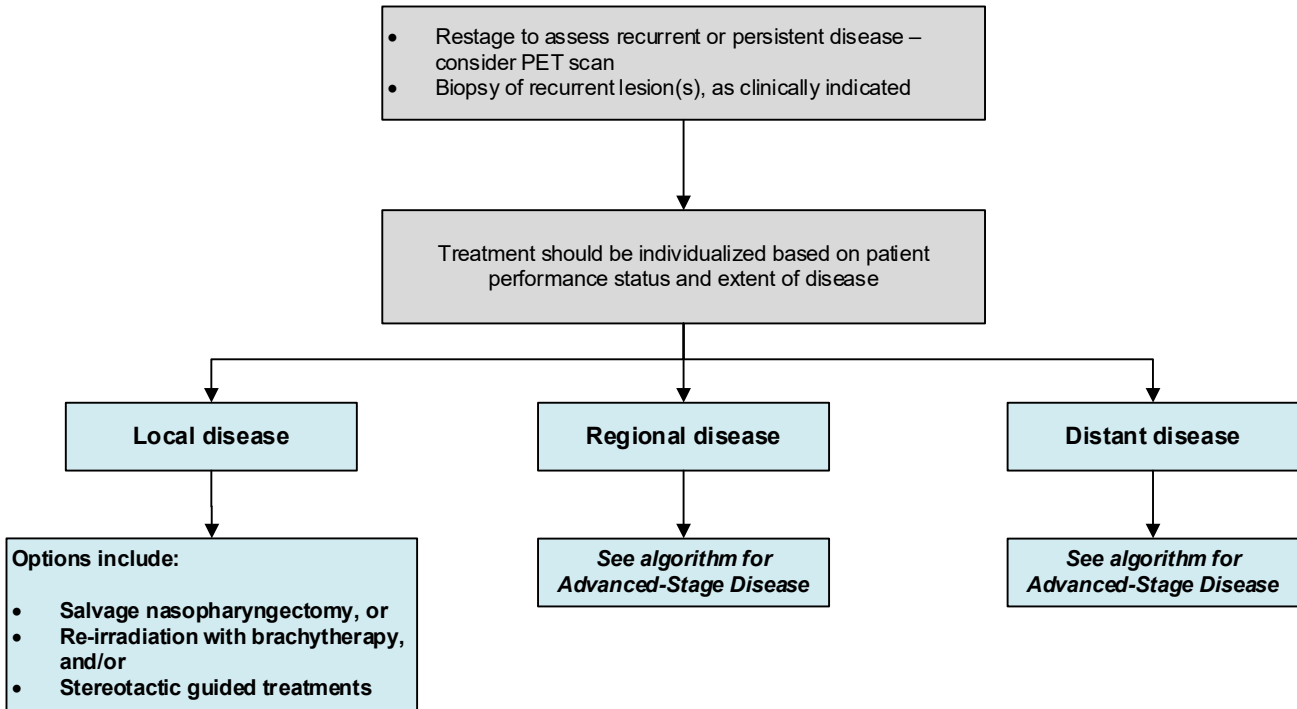 • Restage to assess recurrent or persistent disease –
consider PET scan
• Biopsy of recurrent lesion(s), as clinically indicated
Treatment should be individualized based on patient
performance status and extent of disease
Local disease
Regional disease
Distant disease
Options include:
• Salvage nasopharyngectomy, or
• Re-irradiation with brachytherapy,
and/or
• Stereotactic guided treatments
See algorithm for
Advanced-Stage Disease
See algorithm for
Advanced-Stage Disease